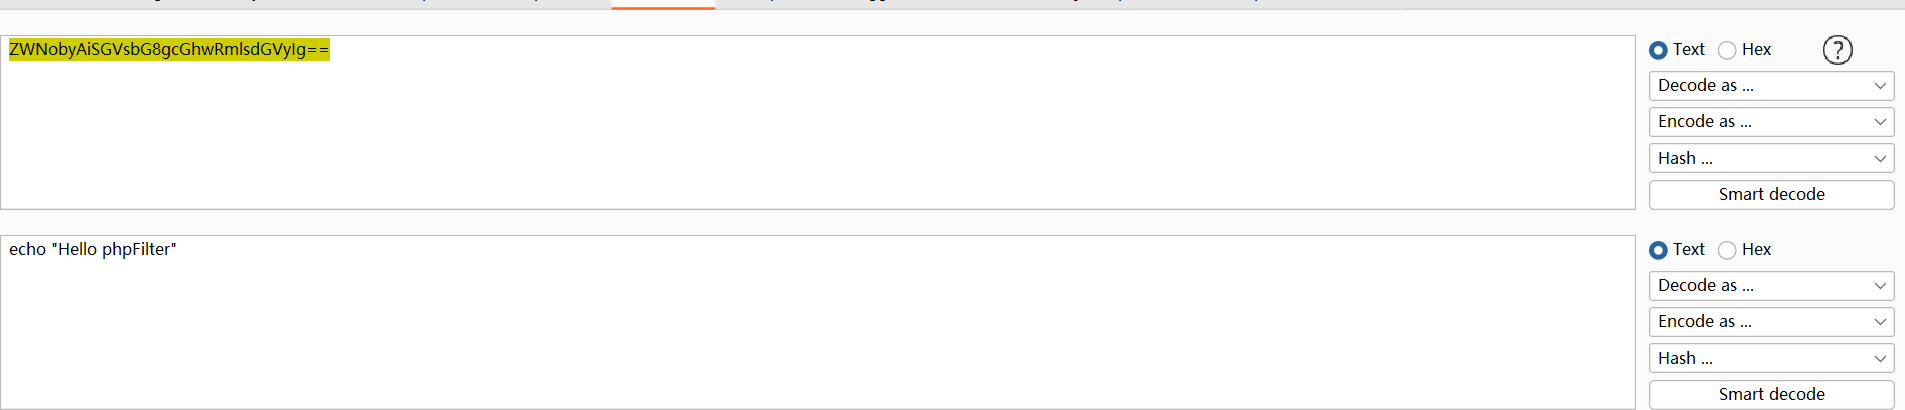 ZWNobyAiSGVsbG8gcGhwRmlsdGVyIg==
Text Hex ?
Decode as ...
Encode as ...
Hash ...
Smart decode
echo "Hello phpFilter"
Text Hex
Decode as ...
Encode as ...
Hash ...
Smart decode